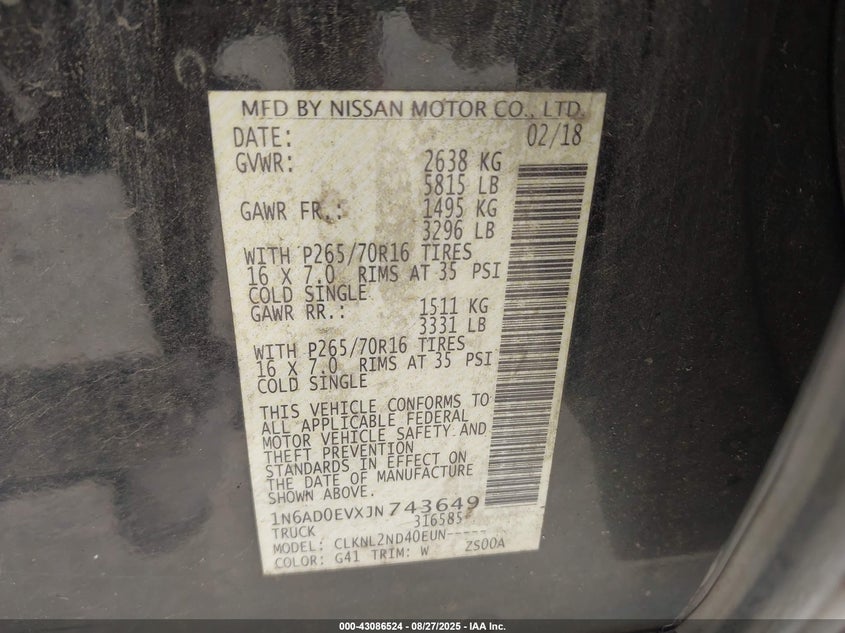 MFD BY NISSAN MOTOR CO., LTD.
DATE: 02/18
GVWR: 2638 KG
5815 LB
GAWR FR.: 1495 KG
3296 LB
WITH P265/70R16 TIRES
16 X 7.0 RIMS AT 35 PSI
COLD SINGLE
GAWR RR.: 1511 KG
3331 LB
WITH P265/70R16 TIRES
16 X 7.0 RIMS AT 35 PSI
COLD SINGLE
THIS VEHICLE CONFORMS TO
ALL APPLICABLE FEDERAL
MOTOR VEHICLE SAFETY AND
THEFT PREVENTION
STANDARDS IN EFFECT ON
THE DATE OF MANUFACTURE
SHOWN ABOVE.
1N6AD0EVXJN743649
TRUCK 316585
MODEL: CLKNL2ND40EUN-----
COLOR: G41 TRIM: W ZS00A
000-43086524 | 08/27/2025 | IAA Inc.